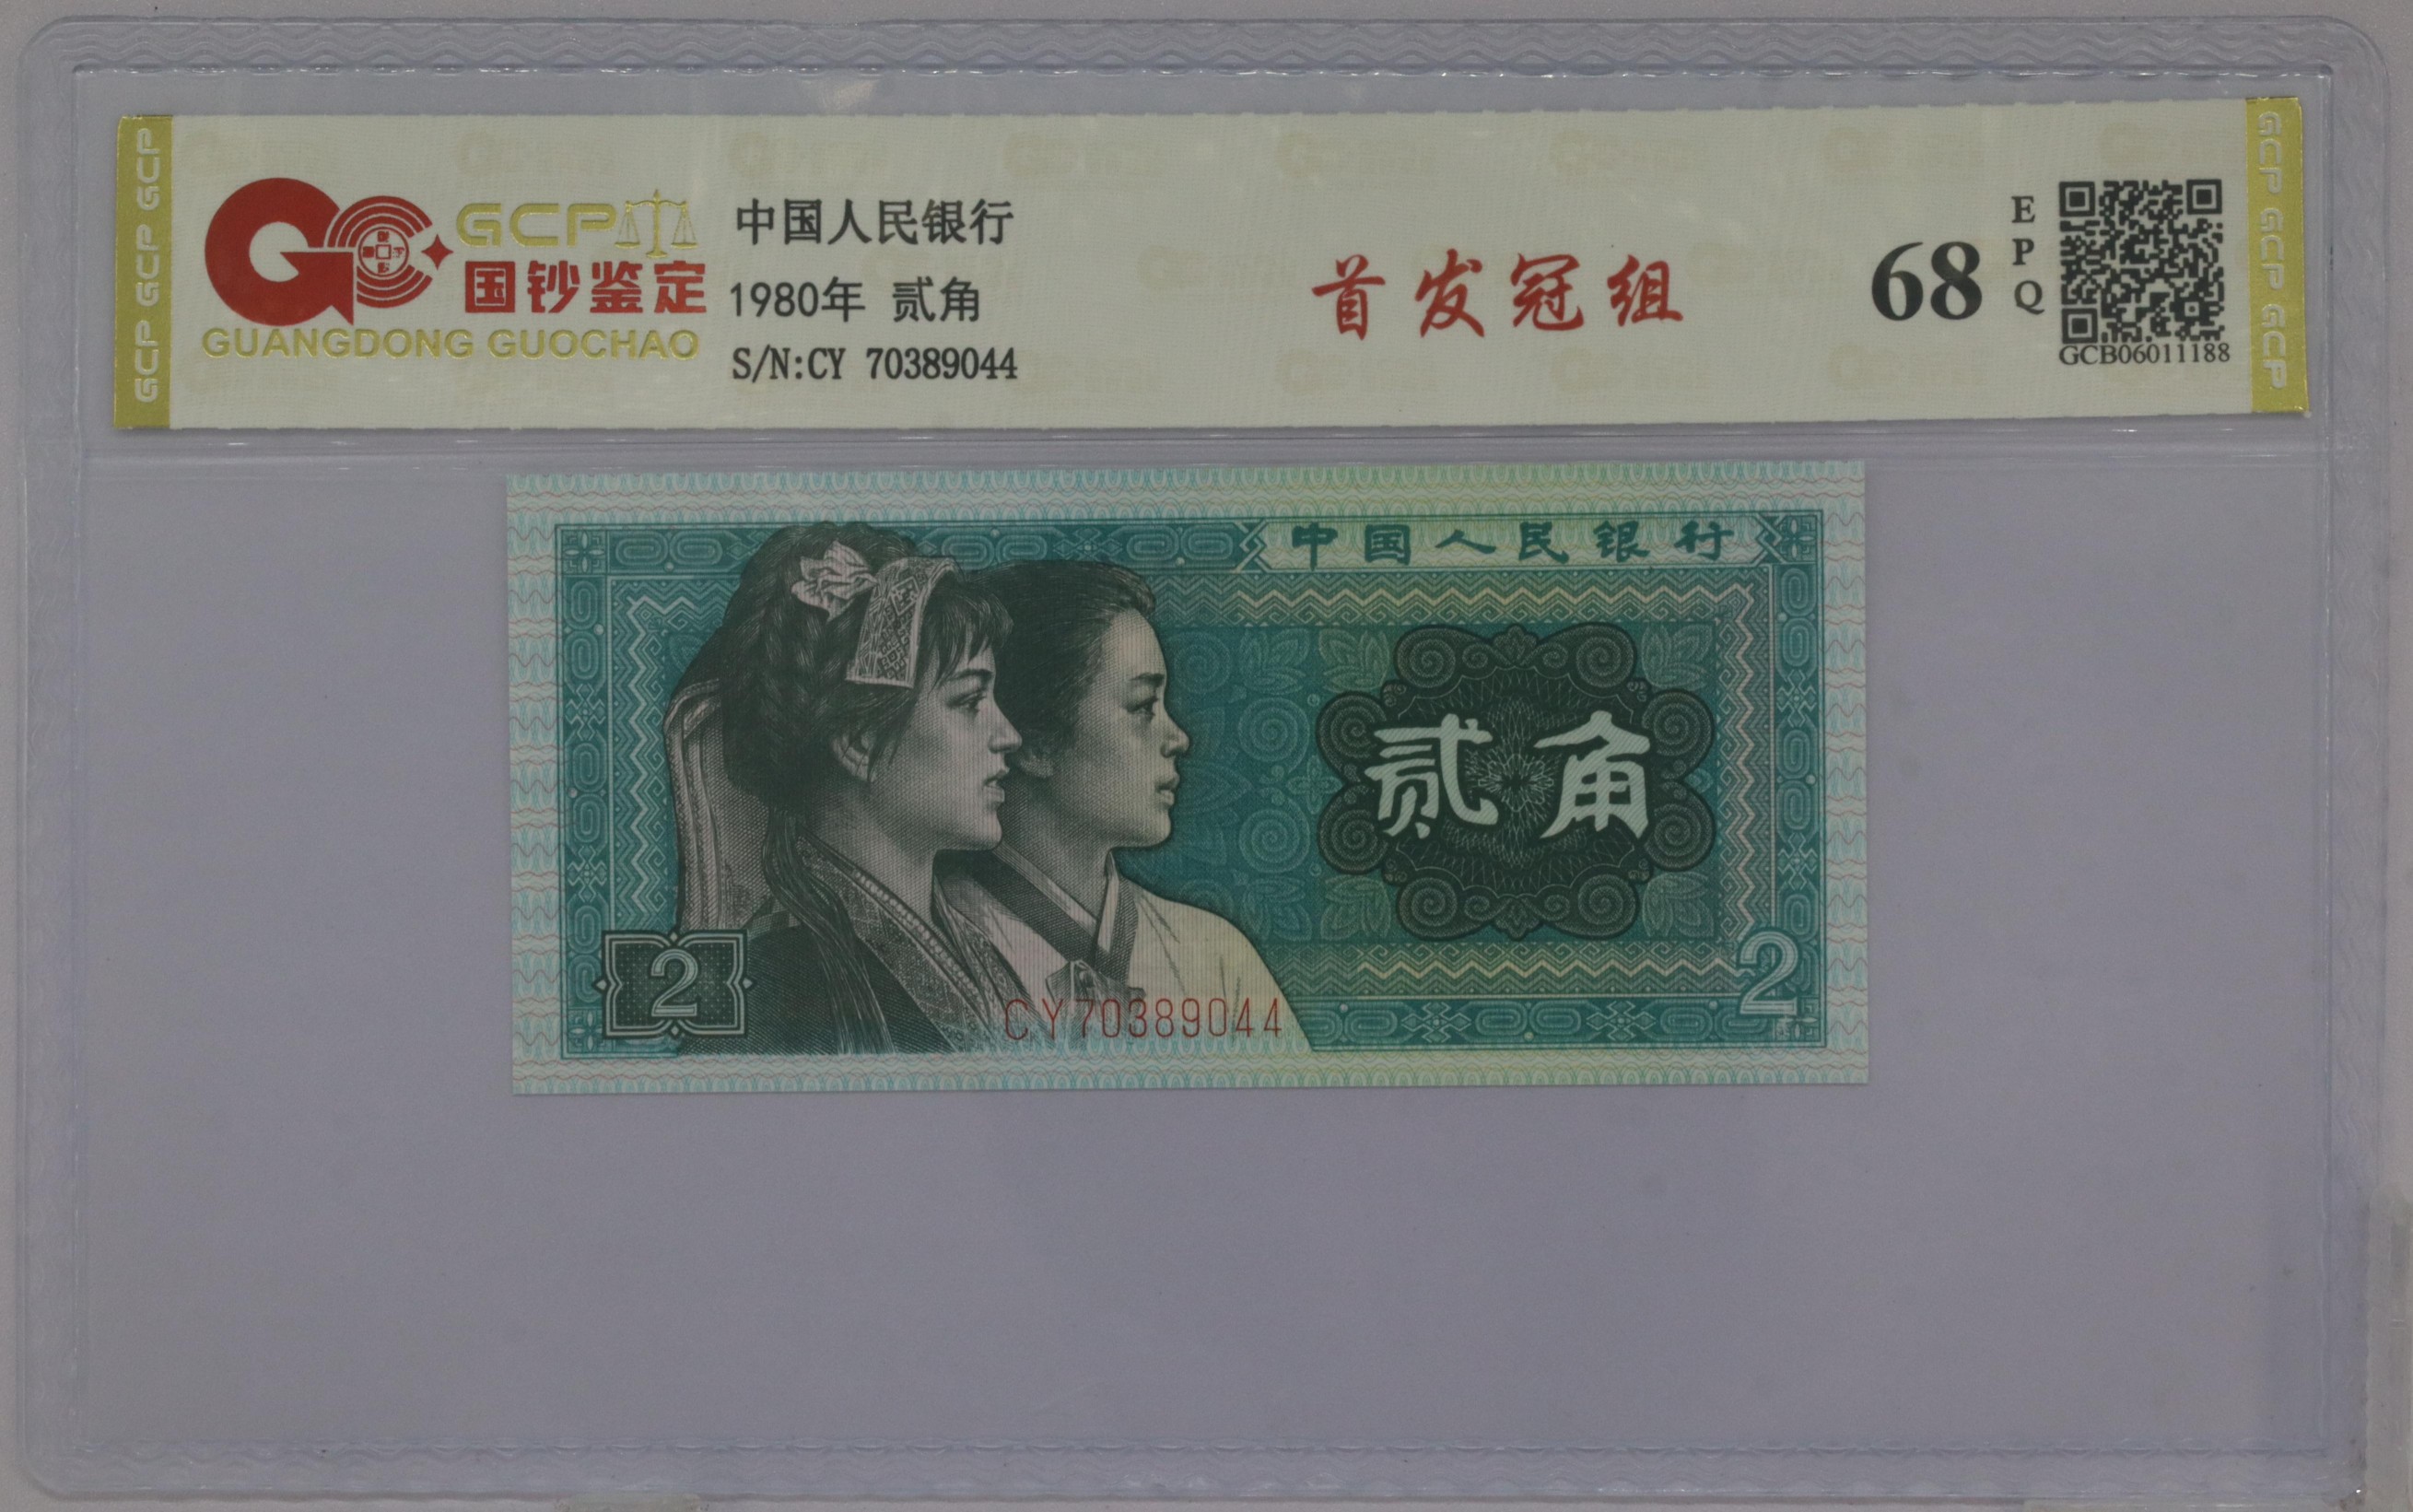 GCP GCP GCP
GCP
国钞鉴定
GUANGDONG GUOCHAO
中国人民银行
1980年 贰角
S/N:CY 70389044
首发冠组
68
EPQ
GCB06011188
GCP GCP GCP
中国人民银行
贰角
2
CY70389044
2